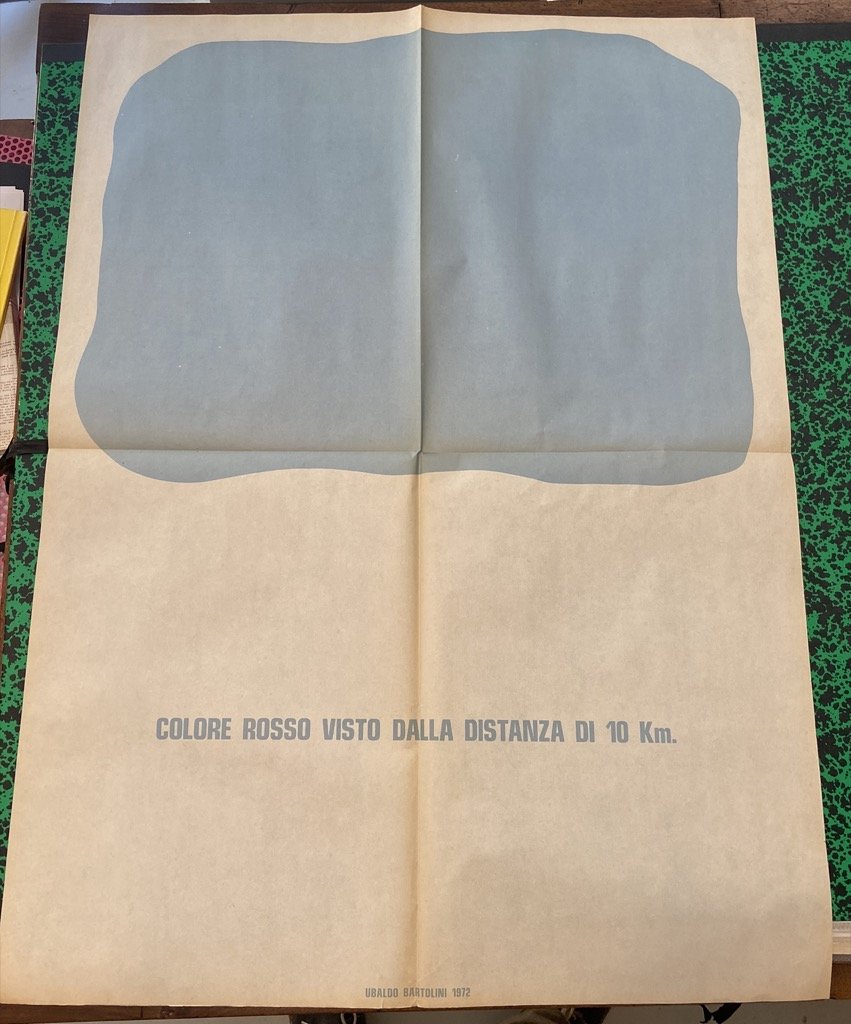 COLORE ROSSO VISTO DALLA DISTANZA DI 10 Km.
UBALDO BARTOLINI 1972